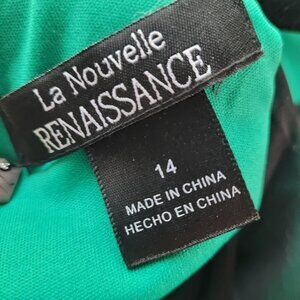 La Nouvelle
RENAISSANCE
14
MADE IN CHINA
HECHO EN CHINA